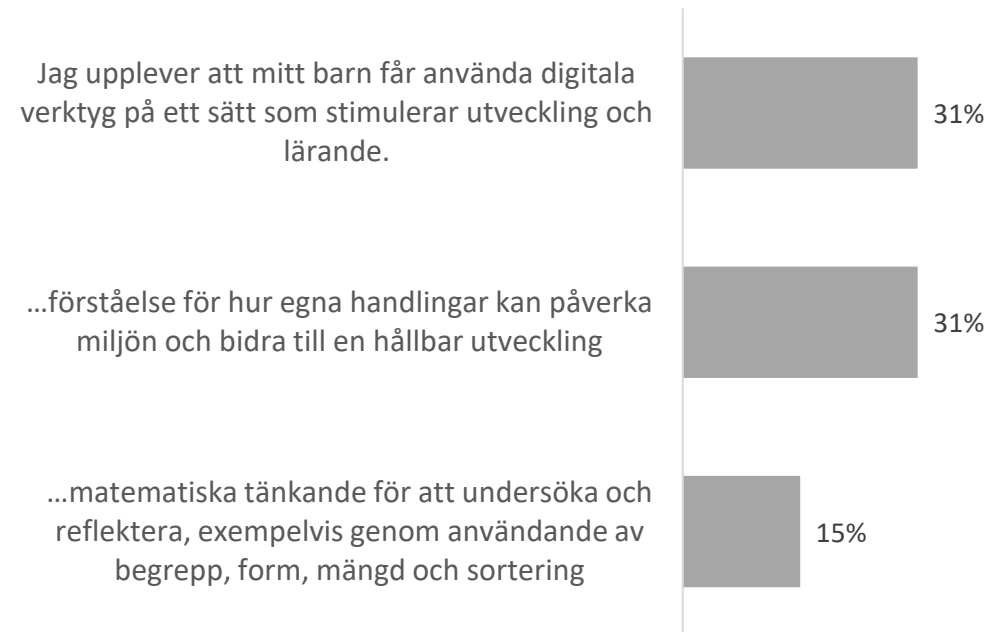 Jag upplever att mitt barn får använda digitala
verktyg på ett sätt som stimulerar utveckling och
lärande.
31%
...förståelse för hur egna handlingar kan påverka
miljön och bidra till en hållbar utveckling
31%
...matematiska tänkande för att undersöka och
reflektera, exempelvis genom användande av
begrepp, form, mängd och sortering
15%